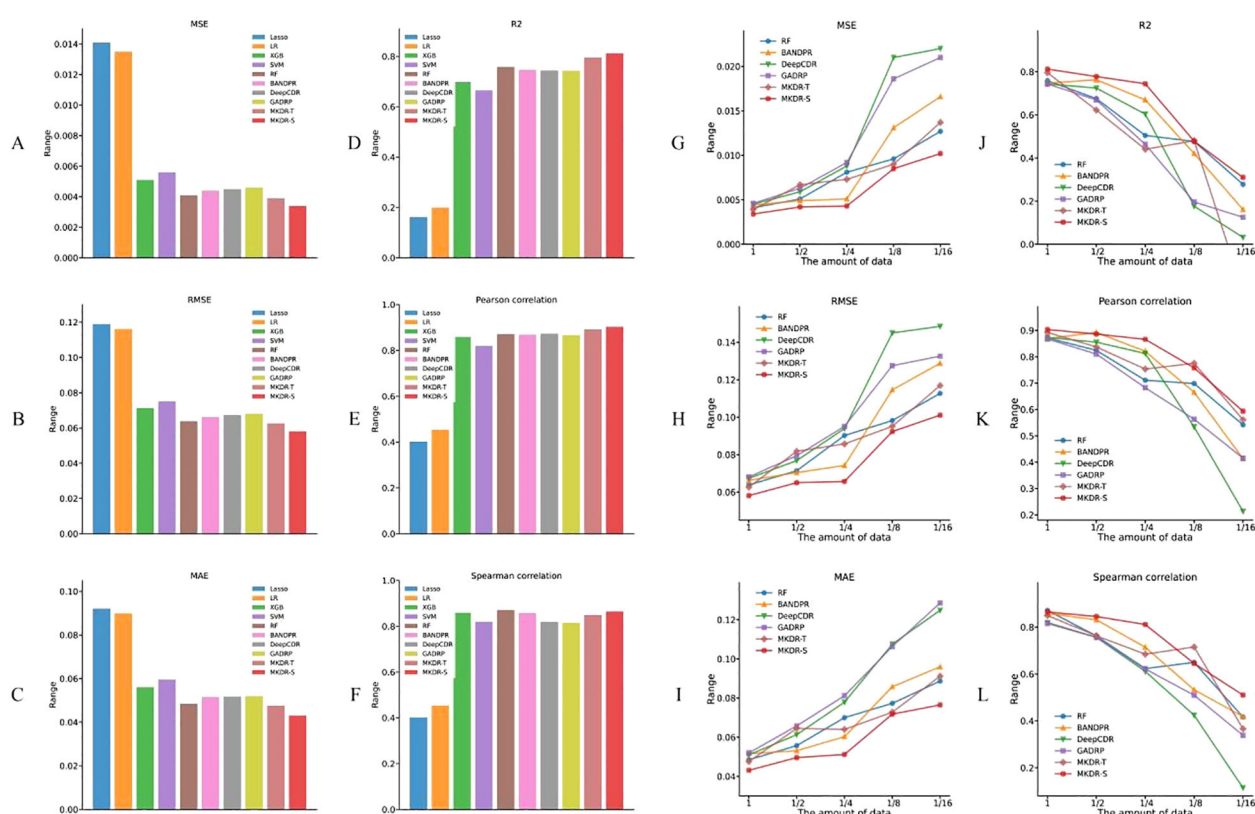 A
MSE
Range
0.014
0.012
0.010
0.008
0.006
0.004
0.002
0.000
Lasso
LR
XGB
SVM
RF
BANDPR
DeepCDR
GADRP
MKDR-T
MKDR-S
D
R2
Range
0.8
0.6
0.4
0.2
0.0
Lasso
LR
XGB
SVM
RF
BANDPR
DeepCDR
GADRP
MKDR-T
MKDR-S
G
MSE
Range
0.020
0.015
0.010
0.005
0.000
RF
BANDPR
DeepCDR
GADRP
MKDR-T
MKDR-S
1 1/2 1/4 1/8 1/16
The amount of data
J
R2
Range
0.8
0.6
0.4
0.2
0.0
RF
BANDPR
DeepCDR
GADRP
MKDR-T
MKDR-S
1 1/2 1/4 1/8 1/16
The amount of data
B
RMSE
Range
0.12
0.10
0.08
0.06
0.04
0.02
0.00
Lasso
LR
XGB
SVM
RF
BANDPR
DeepCDR
GADRP
MKDR-T
MKDR-S
E
Pearson correlation
Range
1.0
0.8
0.6
0.4
0.2
0.0
Lasso
LR
XGB
SVM
RF
BANDPR
DeepCDR
GADRP
MKDR-T
MKDR-S
H
RMSE
Range
0.14
0.12
0.10
0.08
0.06
RF
BANDPR
DeepCDR
GADRP
MKDR-T
MKDR-S
1 1/2 1/4 1/8 1/16
The amount of data
K
Pearson correlation
Range
0.9
0.8
0.7
0.6
0.5
0.4
0.3
0.2
RF
BANDPR
DeepCDR
GADRP
MKDR-T
MKDR-S
1 1/2 1/4 1/8 1/16
The amount of data
C
MAE
Range
0.10
0.08
0.06
0.04
0.02
0.00
Lasso
LR
XGB
SVM
RF
BANDPR
DeepCDR
GADRP
MKDR-T
MKDR-S
F
Spearman correlation
Range
1.0
0.8
0.6
0.4
0.2
0.0
Lasso
LR
XGB
SVM
RF
BANDPR
DeepCDR
GADRP
MKDR-T
MKDR-S
I
MAE
Range
0.12
0.10
0.08
0.06
0.04
RF
BANDPR
DeepCDR
GADRP
MKDR-T
MKDR-S
1 1/2 1/4 1/8 1/16
The amount of data
L
Spearman correlation
Range
0.8
0.6
0.4
0.2
RF
BANDPR
DeepCDR
GADRP
MKDR-T
MKDR-S
1 1/2 1/4 1/8 1/16
The amount of data